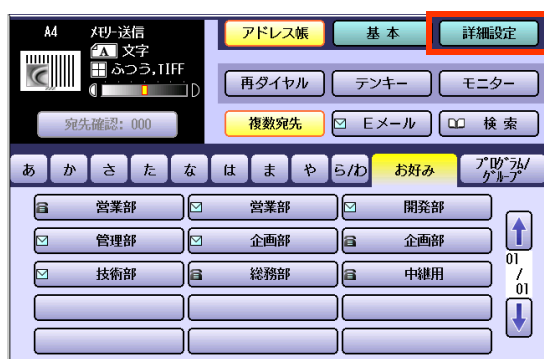 A4 ﾒﾓﾘｰ送信
A 文字
ふつう,TIFF
D
宛先確認: 000
アドレス帳 基本 詳細設定
再ダイヤル テンキー モニター
複数宛先 Eメール 検索
あ か さ た な は ま や ら/わ お好み ﾌﾟﾛｸﾞﾗﾑ/
ｸﾞﾙｰﾌﾟ
営業部 営業部 開発部
管理部 企画部 企画部
技術部 総務部 中継用
01
/
01